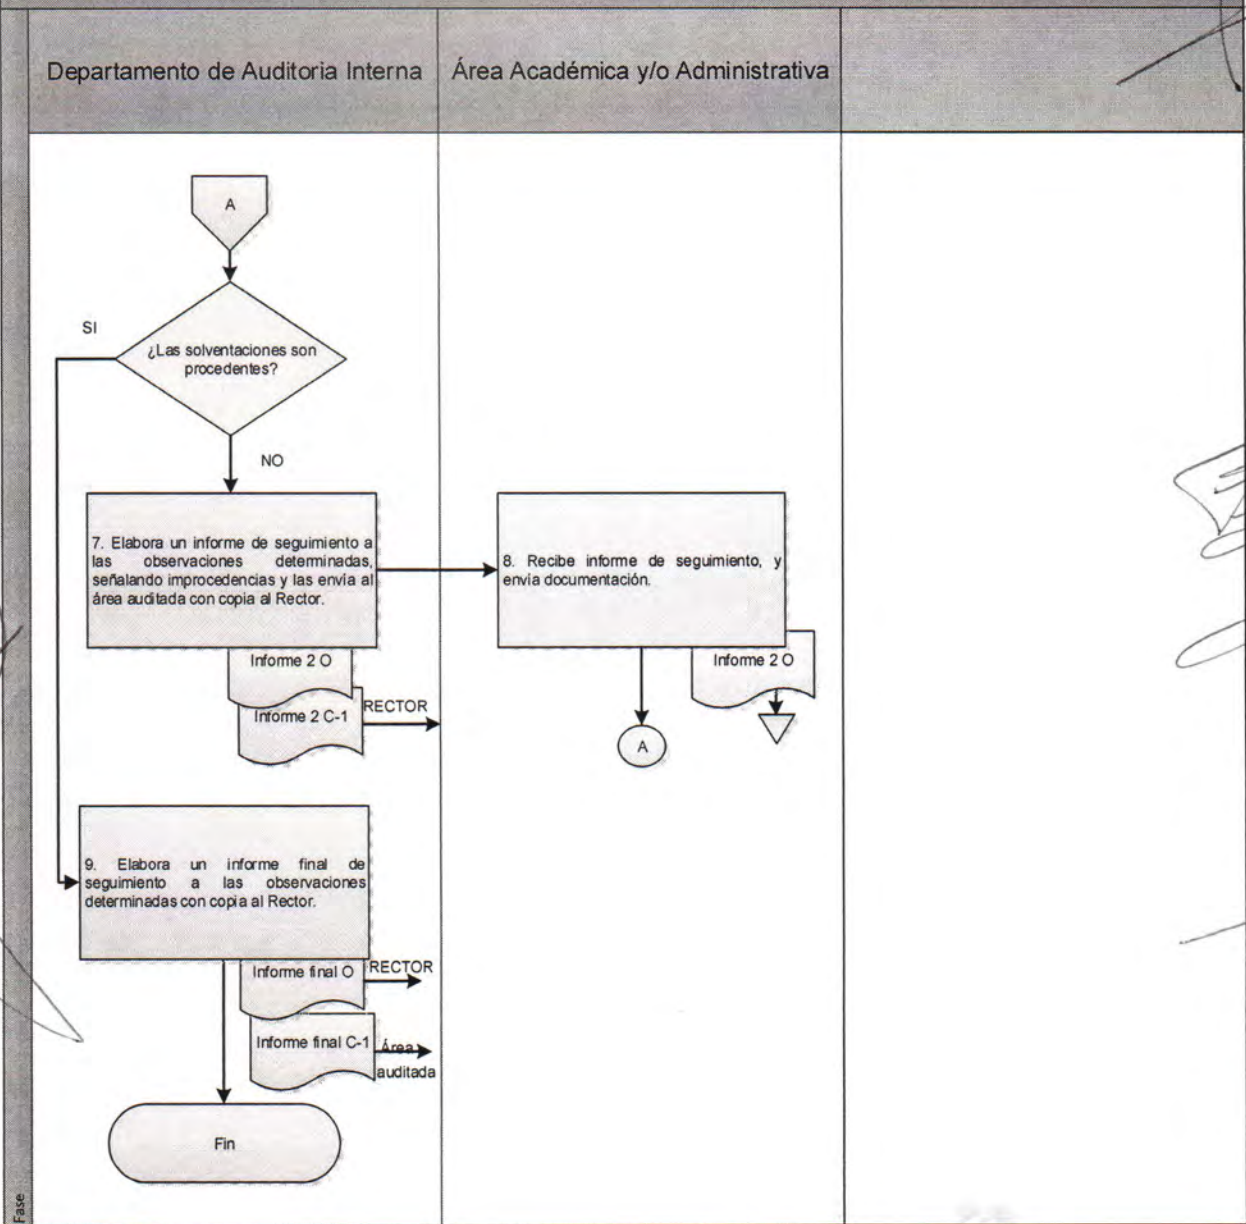 Departamento de Auditoria Interna
Área Académica y/o Administrativa
A
¿Las solventaciones son
procedentes?
SI
NO
7. Elabora un informe de seguimiento a
las observaciones determinadas,
señalando improcedencias y las envía al
área auditada con copia al Rector.
Informe 2 O
Informe 2 C-1
RECTOR
8. Recibe informe de seguimiento, y
envia documentación.
Informe 2 O
A
9. Elabora un informe final de
seguimiento a las observaciones
determinadas con copia al Rector.
Informe final O
RECTOR
Informe final C-1
Área
auditada
Fin
Fase